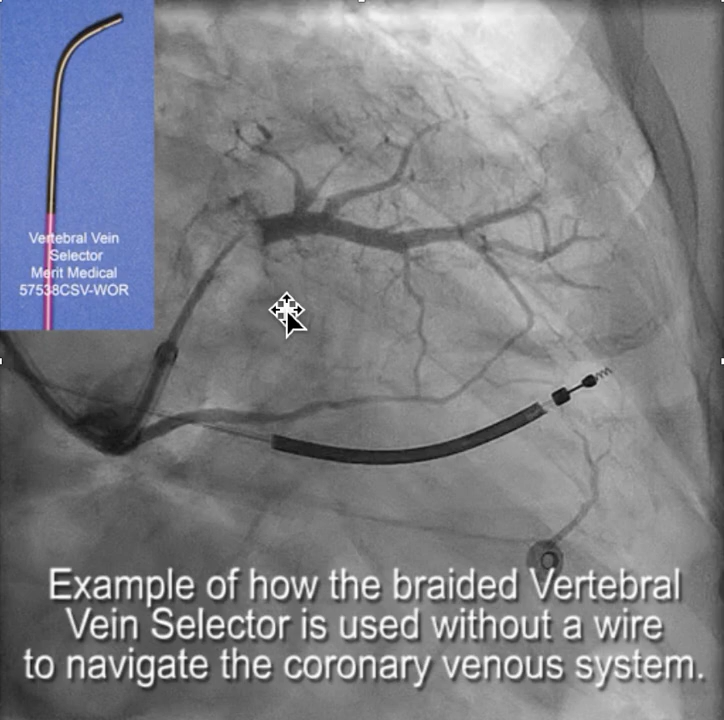 Vertebral Vein
Selector
Merit Medical
57538CSV-WOR
Example of how the braided Vertebral
Vein Selector is used without a wire
to navigate the coronary venous system.